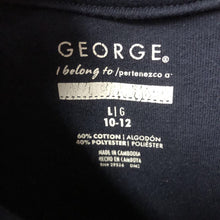 GEORGE®
I belong to/pertenezco a:
L|G
10-12
60% COTTON | ALGODÓN
40% POLYESTER | POLIÉSTER
MADE IN CAMBODIA
HECHO EN CAMBOYA